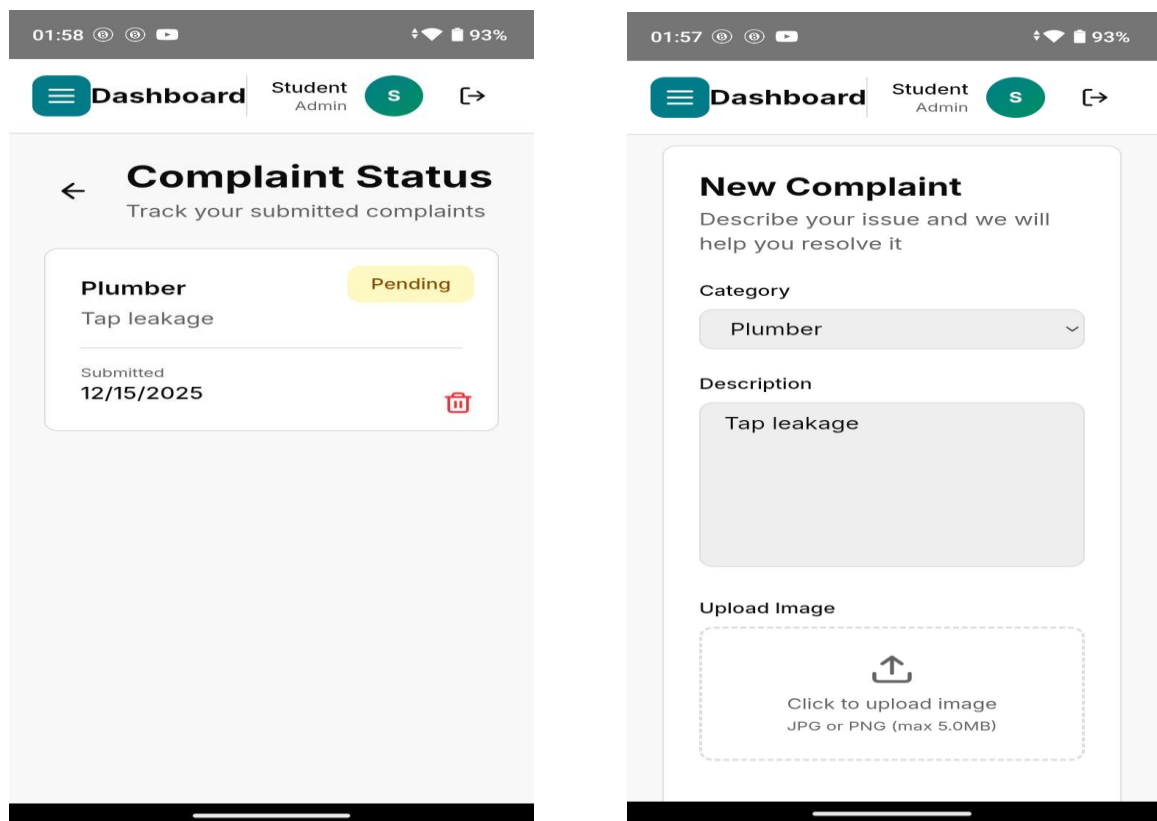 01:58
93%
Dashboard
Student
Admin
S
Complaint Status
Track your submitted complaints
Plumber
Pending
Tap leakage
Submitted
12/15/2025
01:57
93%
Dashboard
Student
Admin
S
New Complaint
Describe your issue and we will
help you resolve it
Category
Plumber
Description
Tap leakage
Upload Image
Click to upload image
JPG or PNG (max 5.0MB)